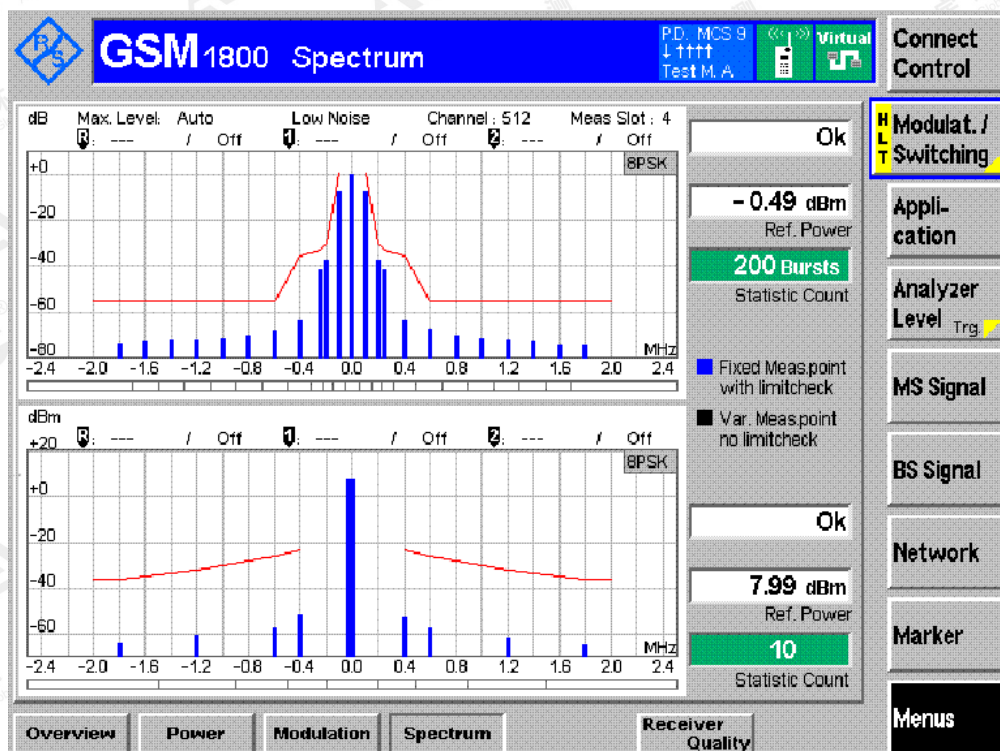 R S
GSM 1800 Spectrum
P.D. MCS 9
↓ ↑↑↑↑
Test M. A
Virtual
Connect Control
dB Max. Level: Auto Low Noise Channel : 512 Meas Slot : 4
R : --- / Off 1 : --- / Off 2 : --- / Off
8PSK
+0
-20
-40
-60
-80
MHz
-2.4 -2.0 -1.6 -1.2 -0.8 -0.4 0.0 0.4 0.8 1.2 1.6 2.0 2.4
Ok
- 0.49 dBm
Ref. Power
200 Bursts
Statistic Count
Fixed Meas.point
with limitcheck
Var. Meas.point
no limitcheck
dBm
R : --- / Off 1 : --- / Off 2 : --- / Off
8PSK
+20
+0
-20
-40
-60
MHz
-2.4 -2.0 -1.6 -1.2 -0.8 -0.4 0.0 0.4 0.8 1.2 1.6 2.0 2.4
Ok
7.99 dBm
Ref. Power
10
Statistic Count
HLT
Modulat. /
Switching
Appli-
cation
Analyzer
Level Trg.
MS Signal
BS Signal
Network
Marker
Menus
Overview
Power
Modulation
Spectrum
Receiver
Quality